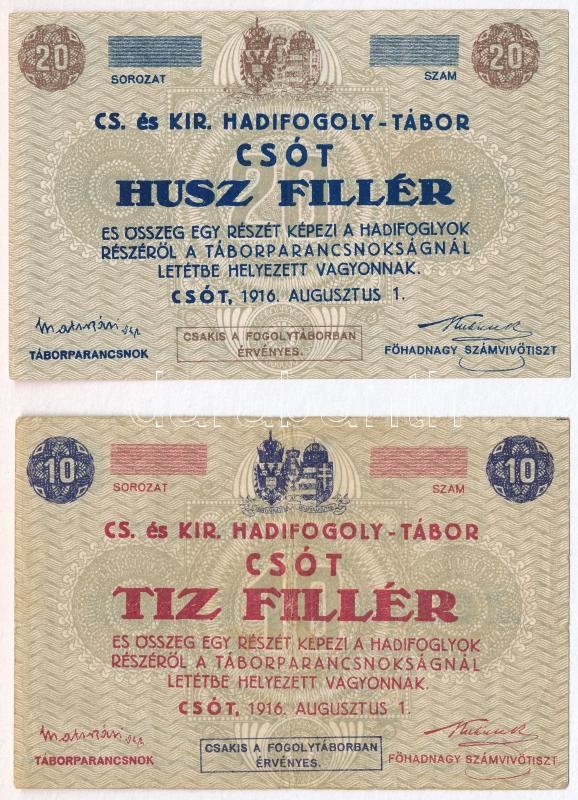 20 20
SOROZAT SZAM
CS. és KIR. HADIFOGOLY-TÁBOR
CSÓT
HUSZ FILLÉR
ES ÖSSZEG EGY RÉSZÉT KÉPEZI A HADIFOGLYOK
RÉSZÉRŐL A TÁBORPARANCSNOKSÁGNÁL
LETÉTBE HELYEZETT VAGYONNAK.
CSÓT, 1916. AUGUSZTUS 1.
TÁBORPARANCSNOK
CSAKIS A FOGOLYTÁBORBAN
ÉRVÉNYES.
FÖHADNAGY SZÁMVIVÖTISZT
darabanth
10 10
SOROZAT SZAM
CS. és KIR. HADIFOGOLY-TÁBOR
CSÓT
TIZ FILLÉR
ES ÖSSZEG EGY RÉSZÉT KÉPEZI A HADIFOGLYOK
RÉSZÉRŐL A TÁBORPARANCSNOKSÁGNÁL
LETÉTBE HELYEZETT VAGYONNAK.
CSÓT, 1916. AUGUSZTUS 1.
TÁBORPARANCSNOK
CSAKIS A FOGOLYTÁBORBAN
ÉRVÉNYES.
FÖHADNAGY SZÁMVIVÖTISZT